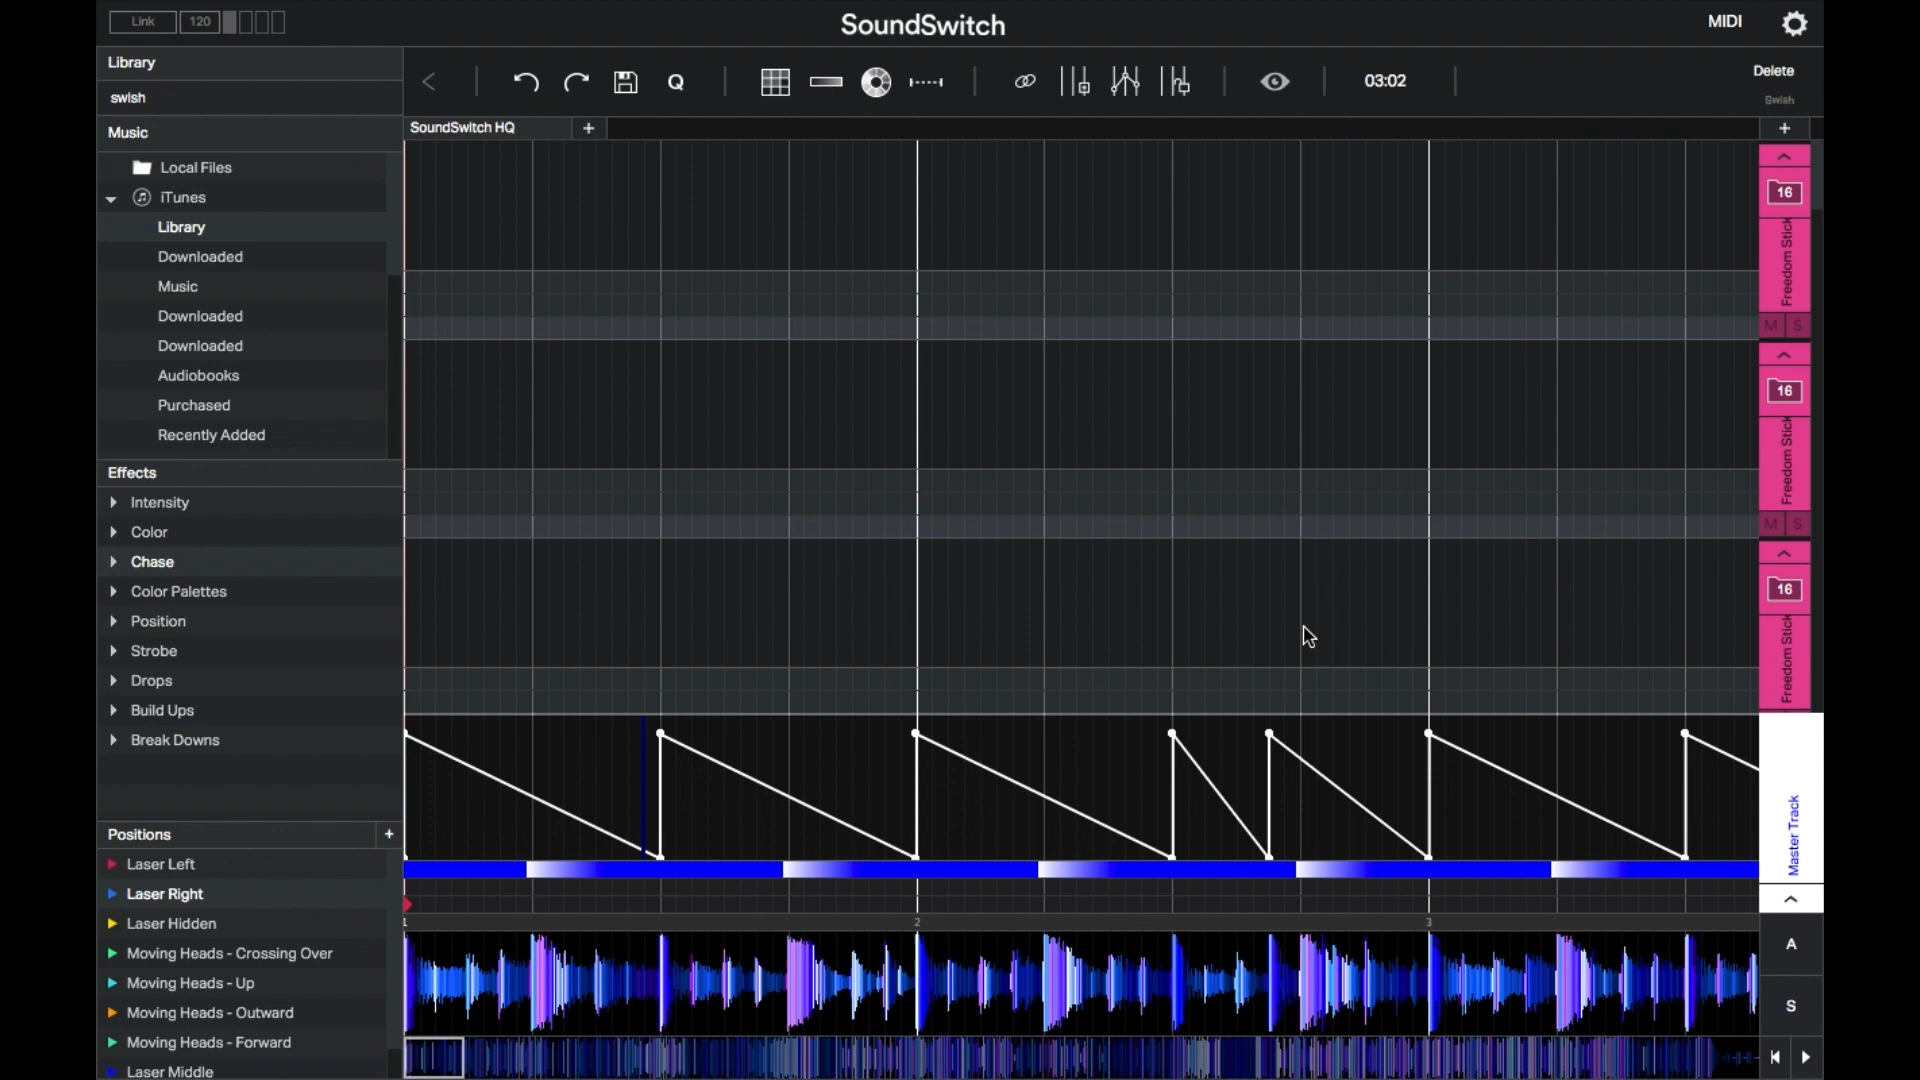 Link 120 SoundSwitch MIDI
Library
swish
Music
Local Files
iTunes
Library
Downloaded
Music
Downloaded
Downloaded
Audiobooks
Purchased
Recently Added
Effects
Intensity
Color
Chase
Color Palettes
Position
Strobe
Drops
Build Ups
Break Downs
Positions +
Laser Left
Laser Right
Laser Hidden
Moving Heads - Crossing Over
Moving Heads - Up
Moving Heads - Outward
Moving Heads - Forward
Laser Middle
Q 03:02 Delete
Swish
SoundSwitch HQ + +
16
Freedom Stick
M S
16
Freedom Stick
M S
16
Freedom Stick
Master Track
1 2 3
A
S